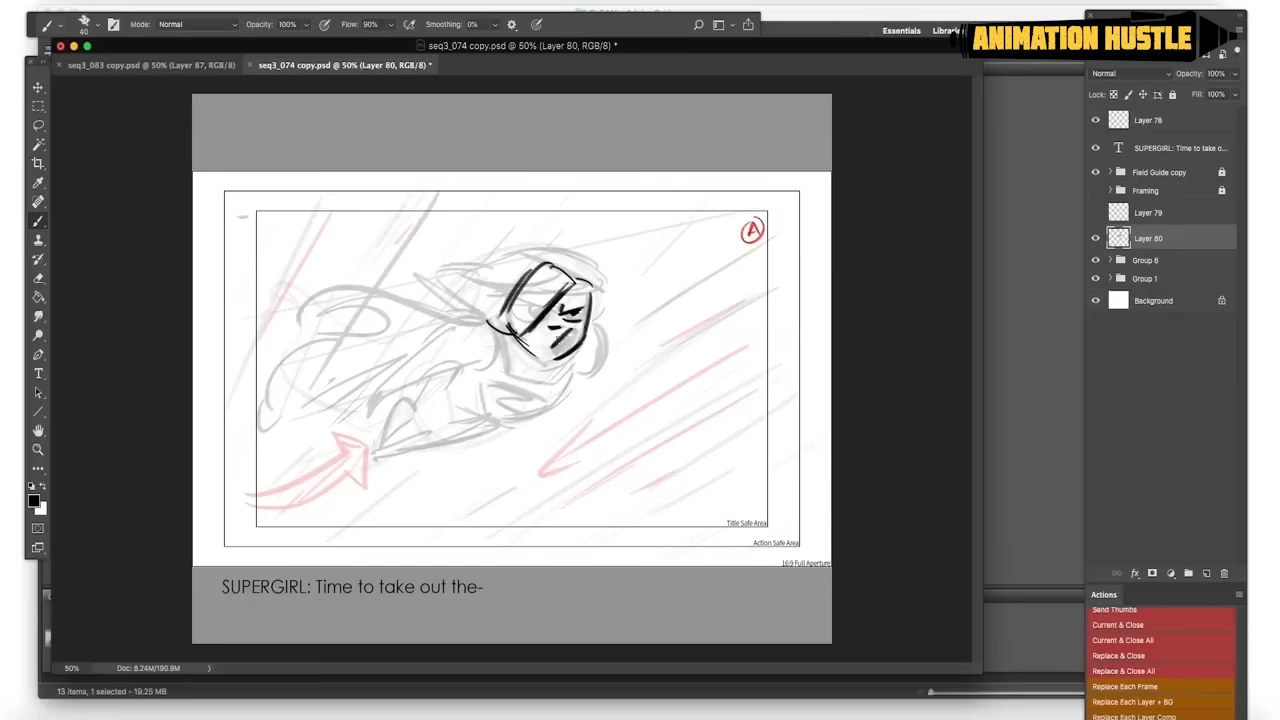 40
Mode: Normal
Opacity: 100%
Flow: 90%
Smoothing: 0%
Essentials
ANIMATION HUSTLE
seq3_074 copy.psd @ 50% (Layer 80, RGB/8) *
seq3_083 copy.psd @ 50% (Layer 87, RGB/8)
seq3_074 copy.psd @ 50% (Layer 80, RGB/8) *
Normal
Opacity: 100%
Lock:
Fill: 100%
Layer 78
T SUPERGIRL: Time to take o...
Field Guide copy
Framing
Layer 79
Layer 80
Group 6
Group 1
Background
A
Title Safe Area
Action Safe Area
16:9 Full Aperture
SUPERGIRL: Time to take out the-
50%
Doc: 8.24M/190.9M
13 items, 1 selected - 19.25 MB
fx
Actions
Send Thumbs
Current & Close
Current & Close All
Replace & Close
Replace & Close All
Replace Each Frame
Replace Each Layer + BG
Replace Each Layer Comp